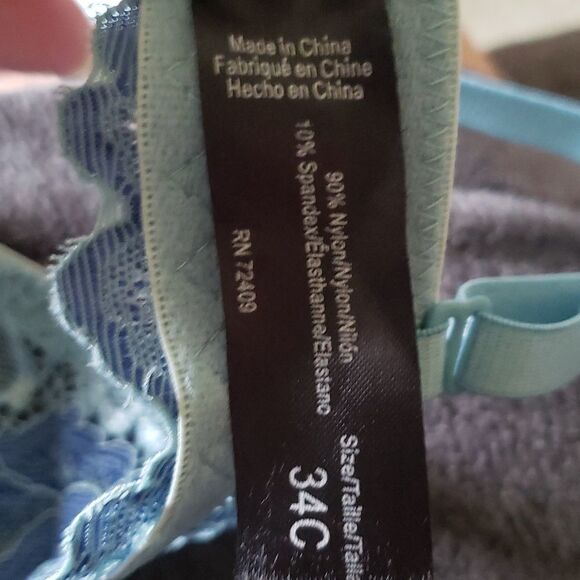 Made in China
Fabriqué en Chine
Hecho en China
90% Nylon/Nylon/Nilón
10% Spandex/Élasthanne/Elastano
RN 72409
Size/Taille/Talla
34C